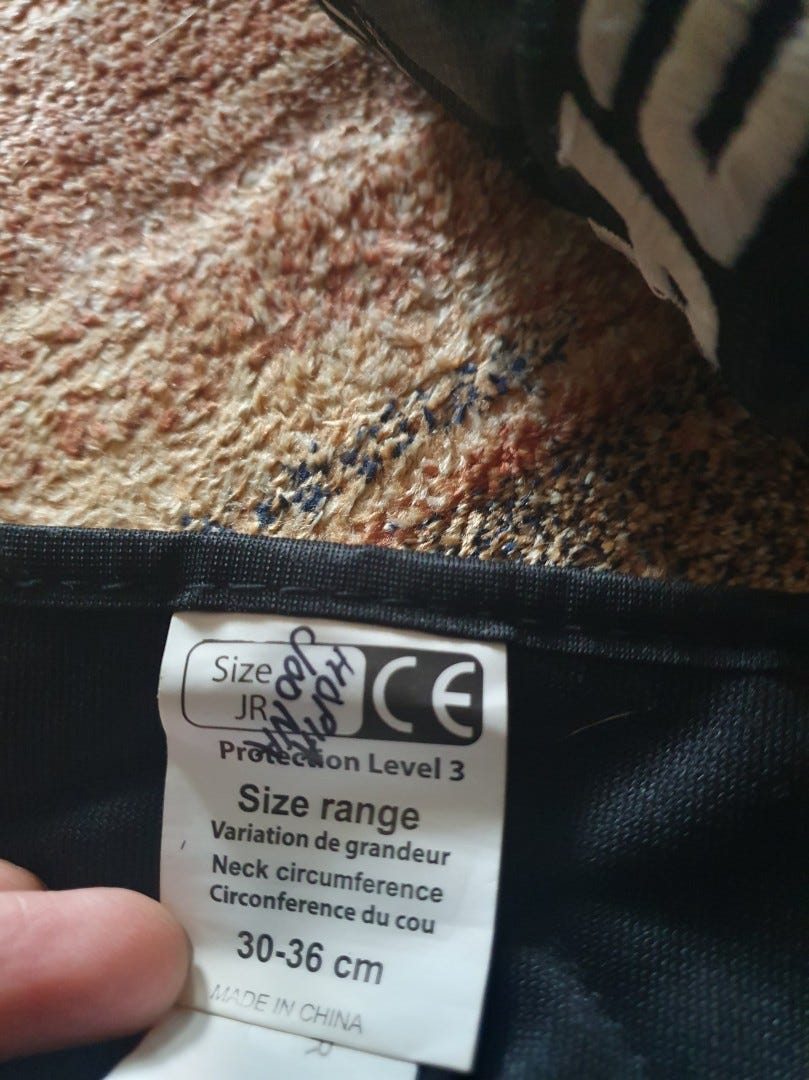 Size
JR
CE
Protection Level 3
Size range
Variation de grandeur
Neck circumference
Circonference du cou
30-36 cm
MADE IN CHINA